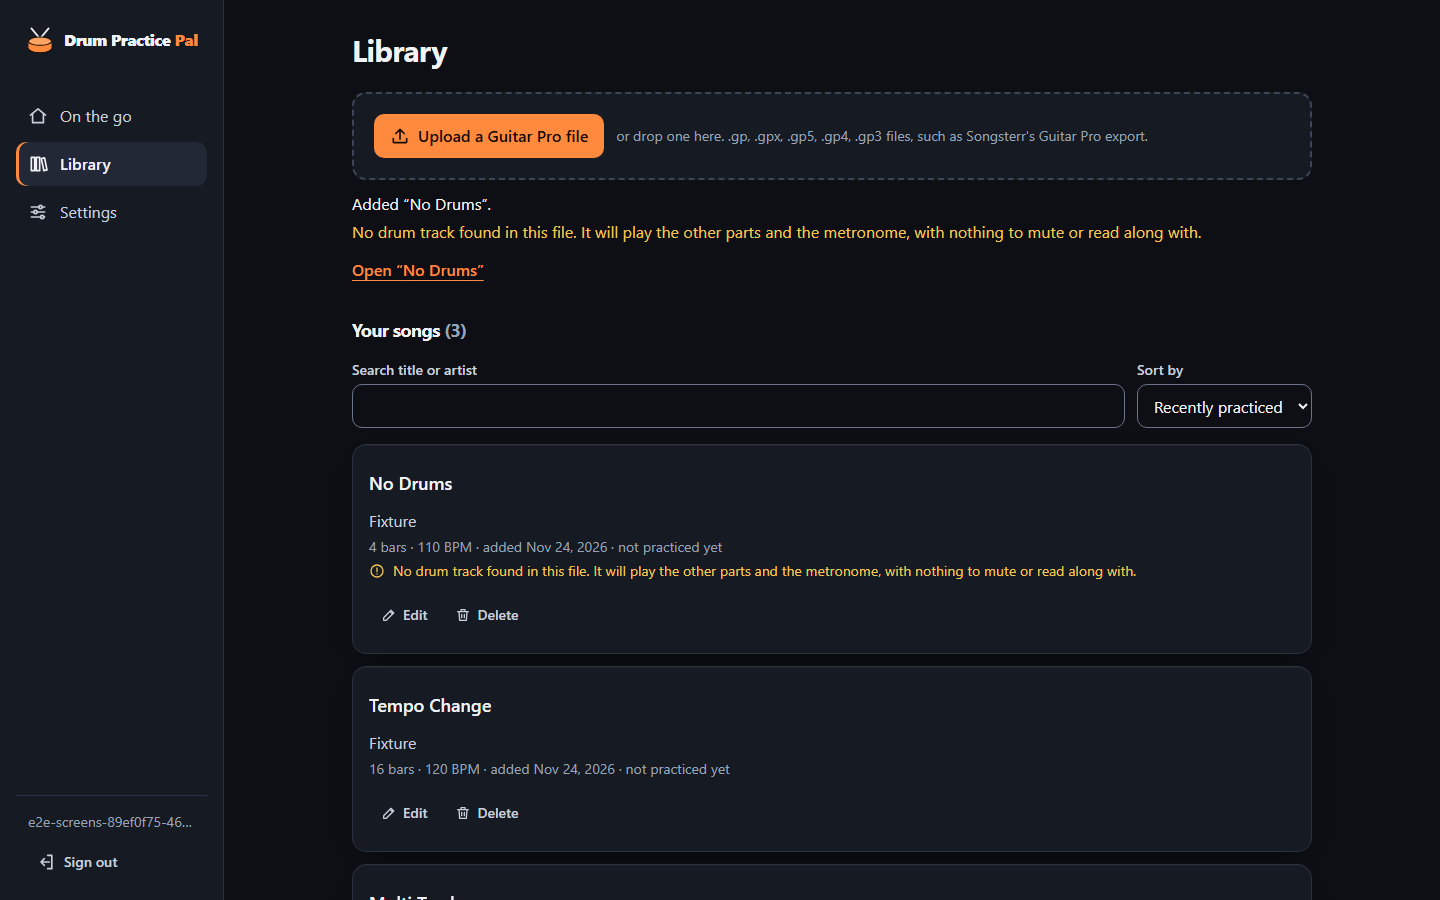 Drum Practice Pal
On the go
Library
Settings
e2e-screens-89ef0f75-46...
Sign out
Library
Upload a Guitar Pro file
or drop one here. .gp, .gpx, .gp5, .gp4, .gp3 files, such as Songsterr's Guitar Pro export.
Added “No Drums”.
No drum track found in this file. It will play the other parts and the metronome, with nothing to mute or read along with.
Open “No Drums”
Your songs (3)
Search title or artist
Sort by
Recently practiced
No Drums
Fixture
4 bars · 110 BPM · added Nov 24, 2026 · not practiced yet
No drum track found in this file. It will play the other parts and the metronome, with nothing to mute or read along with.
Edit
Delete
Tempo Change
Fixture
16 bars · 120 BPM · added Nov 24, 2026 · not practiced yet
Edit
Delete